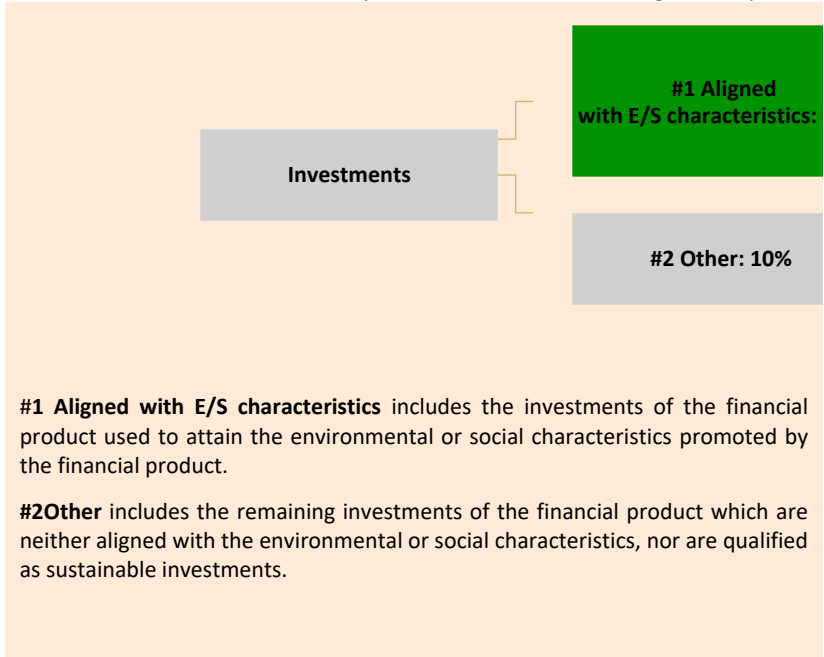 #1 Aligned
with E/S characteristics:
Investments
#2 Other: 10%
#1 Aligned with E/S characteristics includes the investments of the financial
product used to attain the environmental or social characteristics promoted by
the financial product.
#2Other includes the remaining investments of the financial product which are
neither aligned with the environmental or social characteristics, nor are qualified
as sustainable investments.